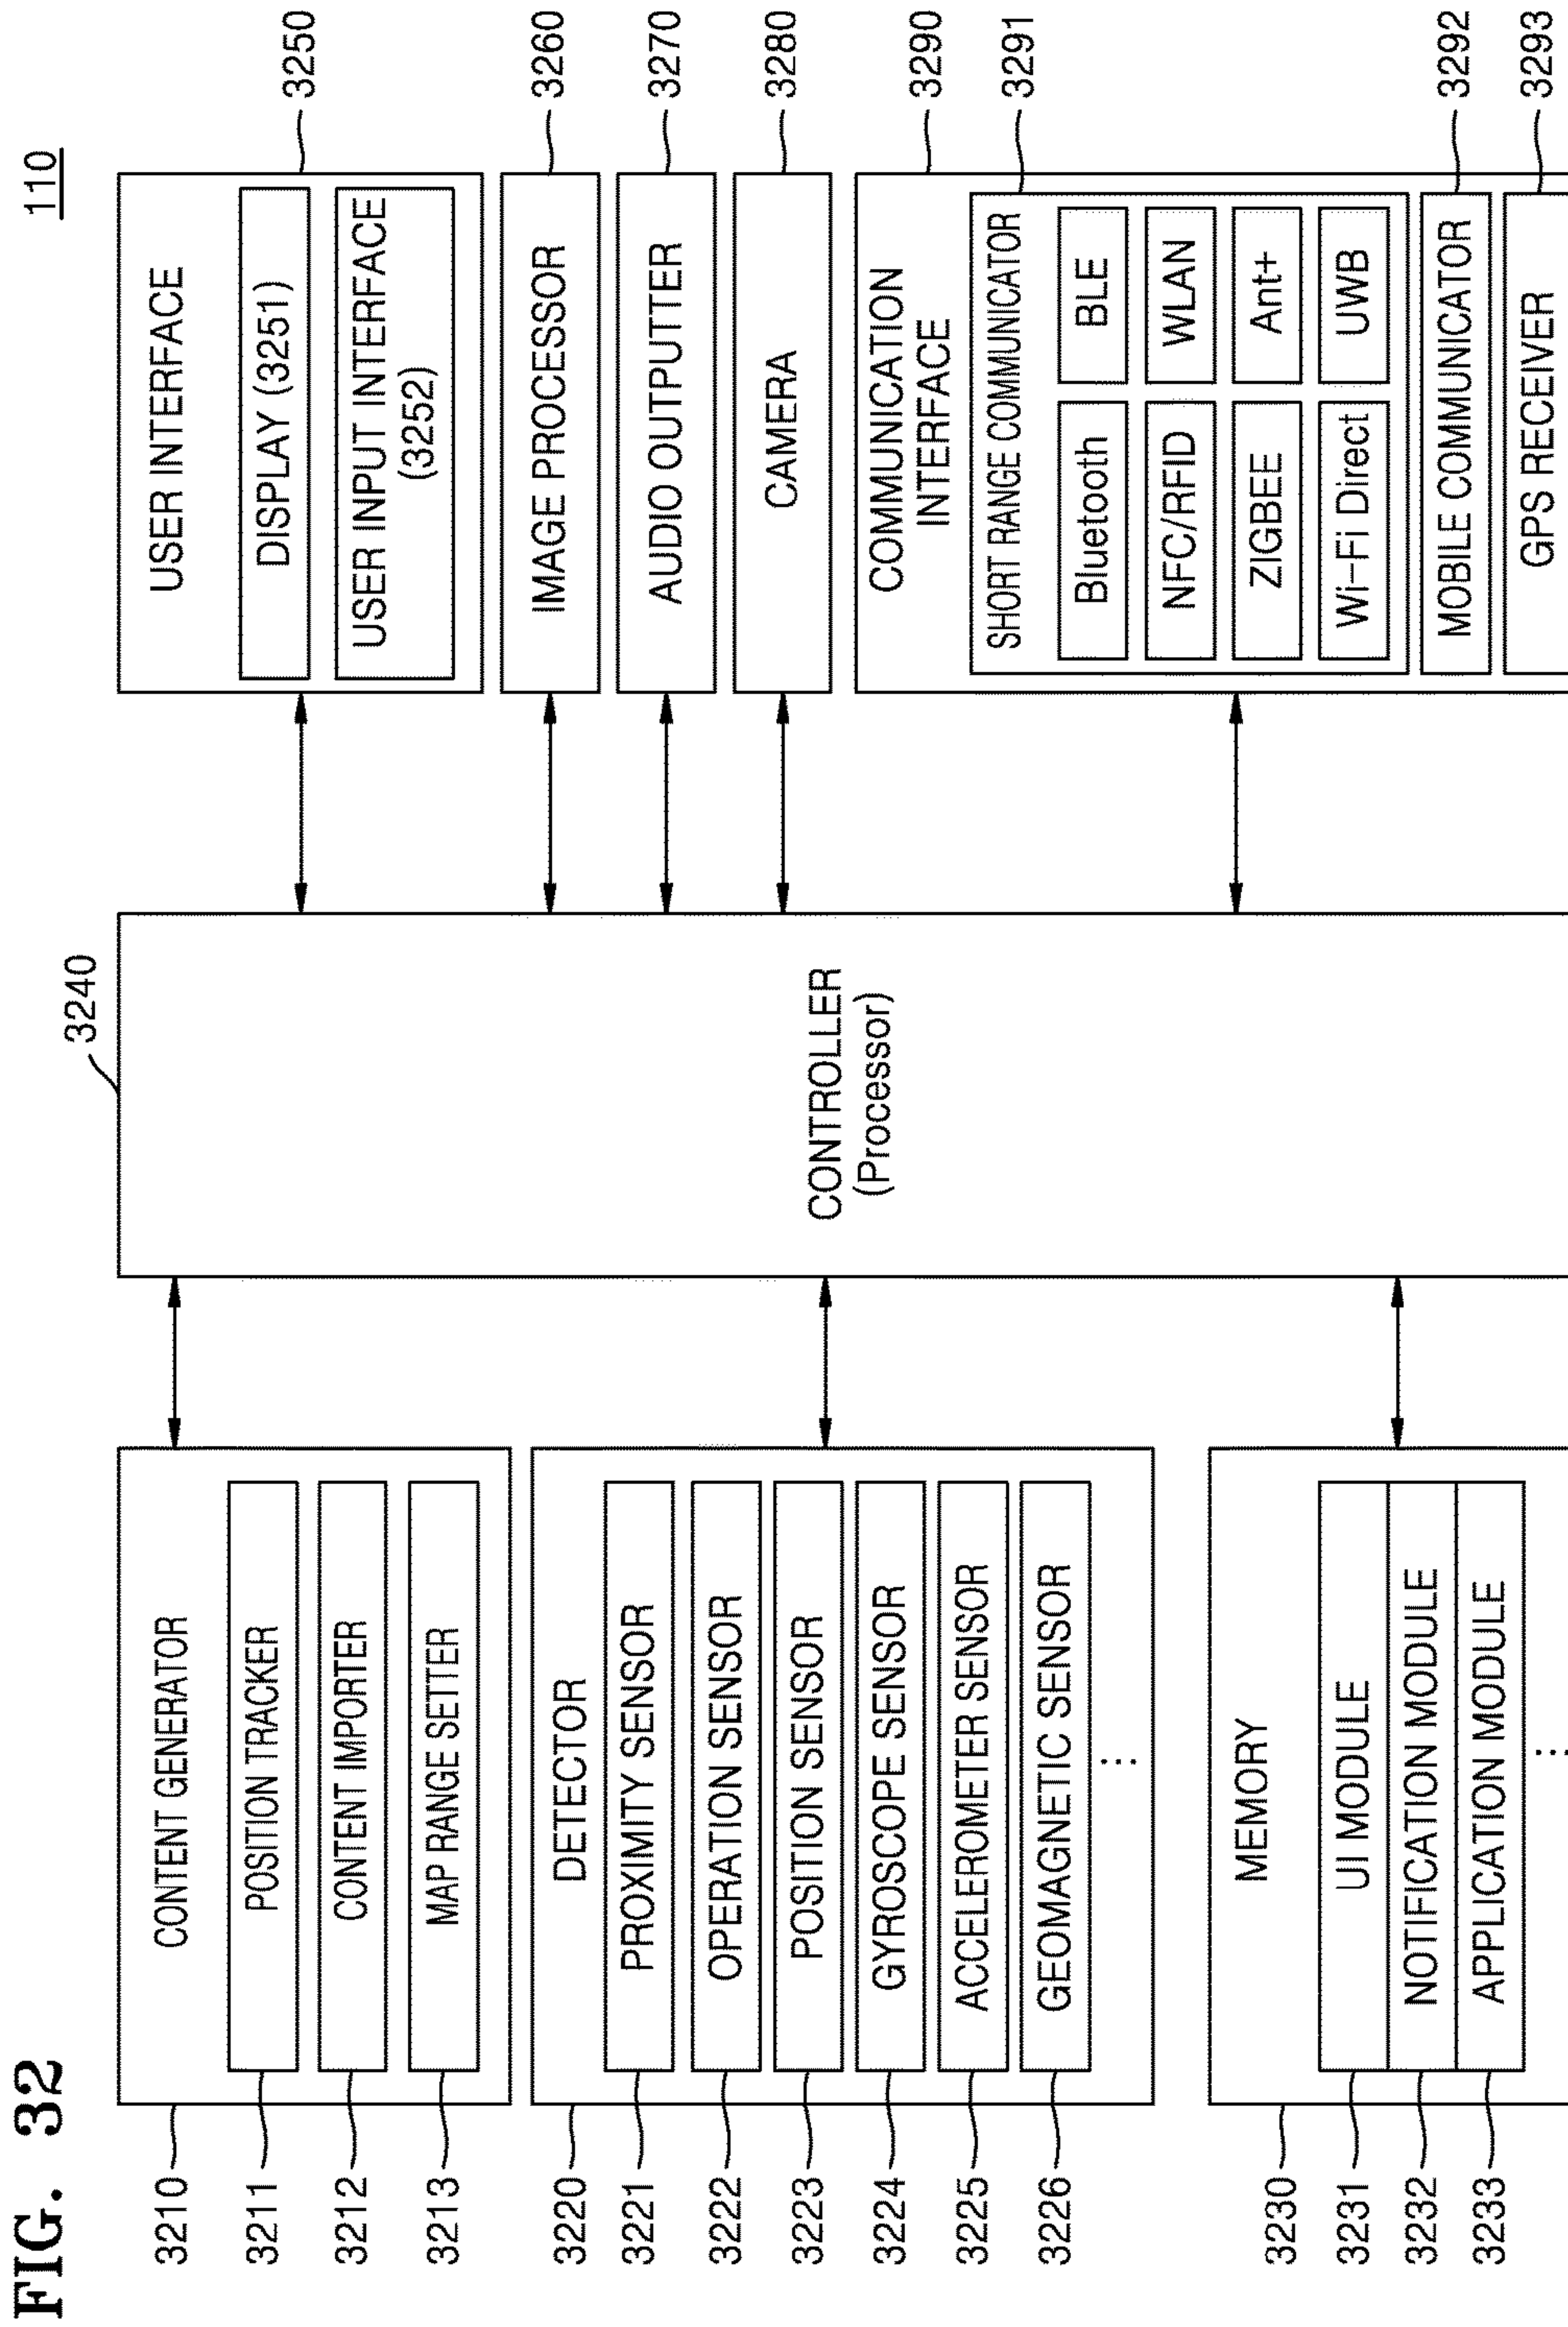 FIG. 32
110
3210
CONTENT GENERATOR
3211
POSITION TRACKER
3212
CONTENT IMPORTER
3213
MAP RANGE SETTER
3220
DETECTOR
3221
PROXIMITY SENSOR
3222
OPERATION SENSOR
3223
POSITION SENSOR
3224
GYROSCOPE SENSOR
3225
ACCELEROMETER SENSOR
3226
GEOMAGNETIC SENSOR
...
3230
MEMORY
3231
UI MODULE
3232
NOTIFICATION MODULE
3233
APPLICATION MODULE
...
3240
CONTROLLER
(Processor)
USER INTERFACE
3250
DISPLAY (3251)
USER INPUT INTERFACE
(3252)
IMAGE PROCESSOR
3260
AUDIO OUTPUTTER
3270
CAMERA
3280
COMMUNICATION
INTERFACE
3290
SHORT RANGE COMMUNICATOR
3291
Bluetooth
BLE
NFC/RFID
WLAN
ZIGBEE
Ant+
Wi-Fi Direct
UWB
MOBILE COMMUNICATOR
3292
GPS RECEIVER
3293